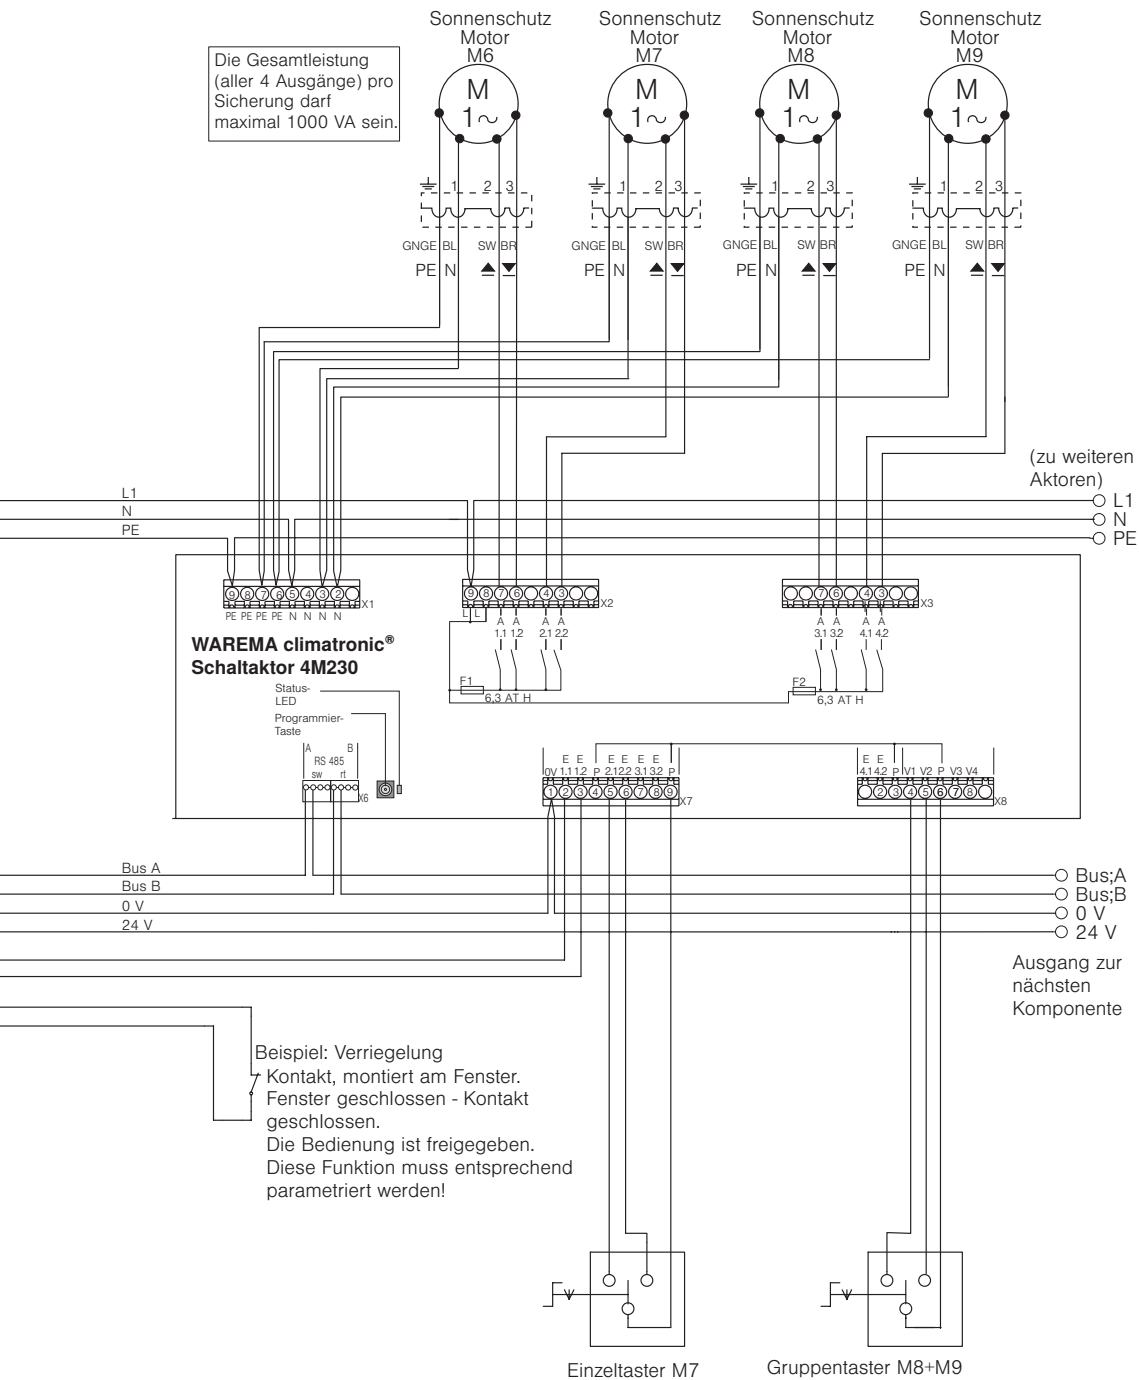 Sonnenschutz Sonnenschutz Sonnenschutz Sonnenschutz
Motor Motor Motor Motor
M6 M7 M8 M9
Die Gesamtleistung
(aller 4 Ausgänge) pro
Sicherung darf
maximal 1000 VA sein.
M M M M
1~ 1~ 1~ 1~
1 2 3 1 2 3 1 2 3 1 2 3
GNGE BL SW BR GNGE BL SW BR GNGE BL SW BR GNGE BL SW BR
PE N PE N PE N PE N
(zu weiteren
Aktoren)
L1 L1
N N
PE PE
9 8 7 6 5 4 3 2 X1
PE PE PE PE N N N N
9 8 7 6 4 3 X2
L L A A A A
1.1 1.2 2.1 2.2
7 6 4 3 X3
A A A A
3.1 3.2 4.1 4.2
WAREMA climatronic®
Schaltaktor 4M230
F1
6,3 AT H
F2
6,3 AT H
Status-
LED
Programmier-
Taste
A B
RS 485
sw rt
X6
E E E E E E
0V 1.1 1.2 P 2.1 2.2 3.1 3.2 P
1 2 3 4 5 6 7 8 9 X7
E E
4.1 4.2 P V1 V2 P V3 V4
2 3 4 5 6 7 8 X8
Bus A Bus;A
Bus B Bus;B
0 V 0 V
24 V 24 V
Ausgang zur
nächsten
Komponente
Beispiel: Verriegelung
Kontakt, montiert am Fenster.
Fenster geschlossen - Kontakt
geschlossen.
Die Bedienung ist freigegeben.
Diese Funktion muss entsprechend
parametriert werden!
Einzeltaster M7 Gruppentaster M8+M9